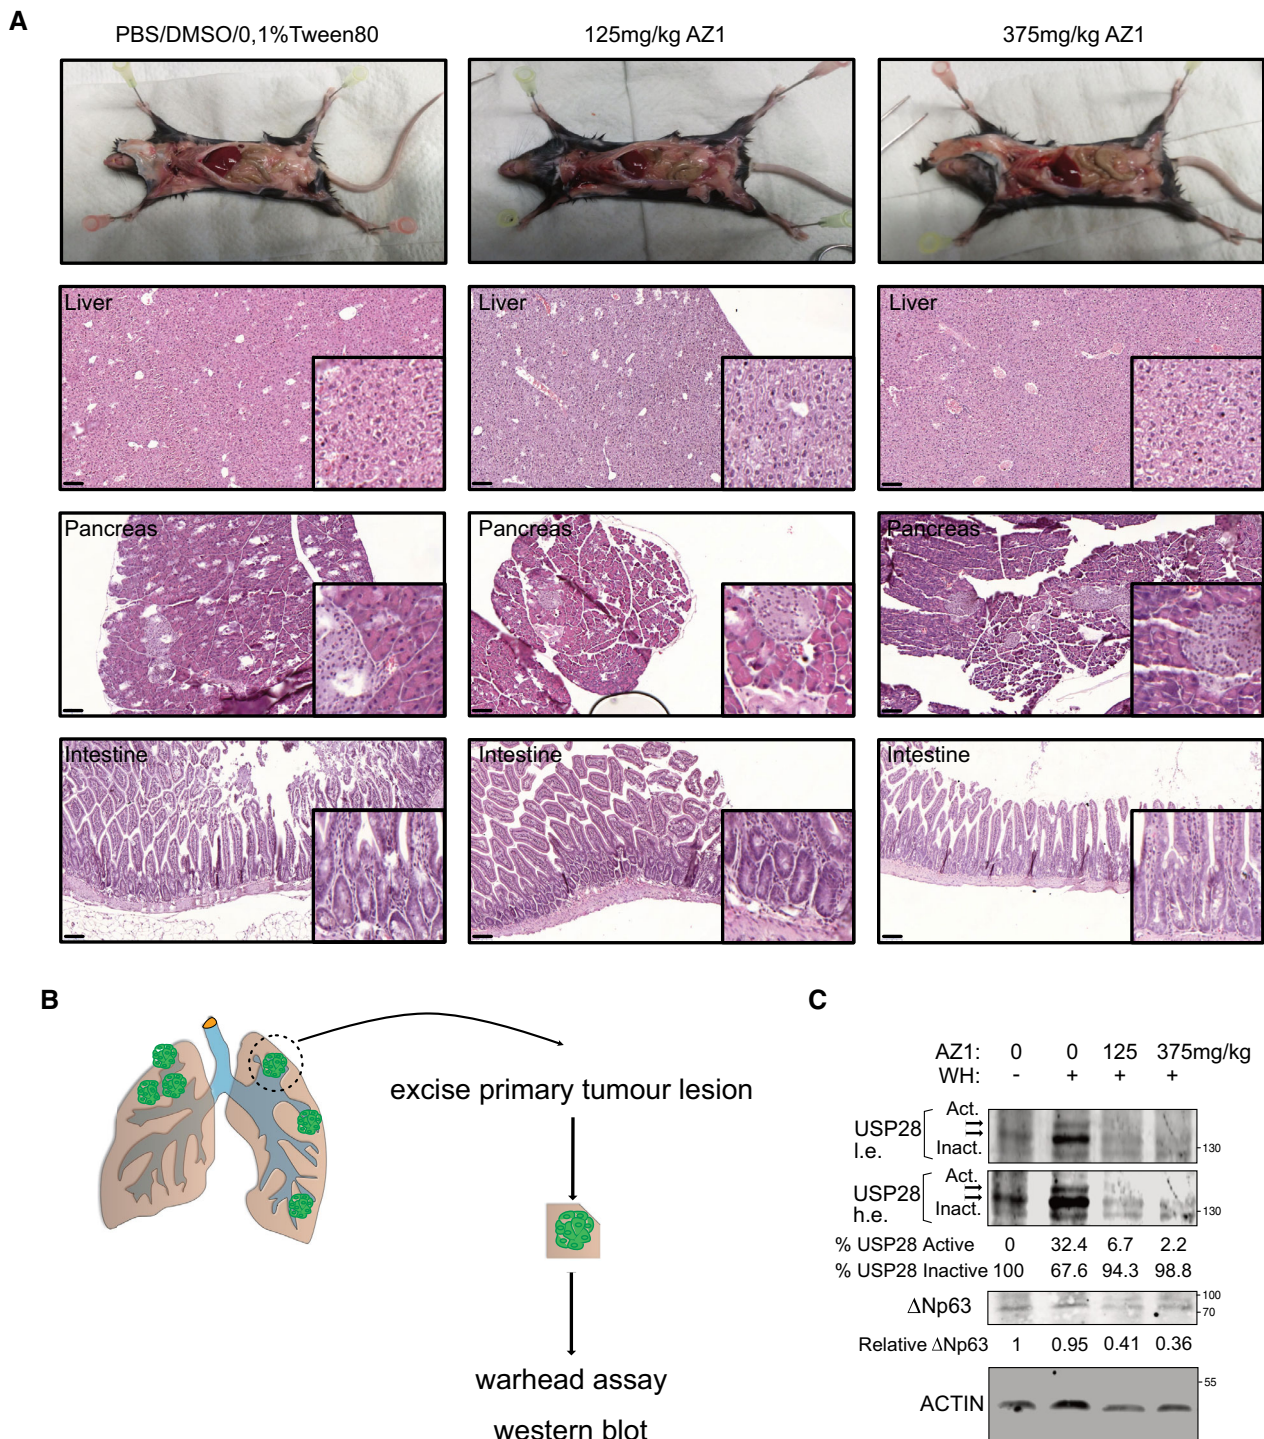 A
PBS/DMSO/0,1%Tween80 125mg/kg AZ1 375mg/kg AZ1
Liver Liver Liver
Pancreas Pancreas Pancreas
Intestine Intestine Intestine
B
excise primary tumour lesion
warhead assay
western blot
C
AZ1: 0 0 125 375mg/kg
WH: - + + +
USP28 l.e. Act. Inact. -130
USP28 h.e. Act. Inact. -130
% USP28 Active 0 32.4 6.7 2.2
% USP28 Inactive 100 67.6 94.3 98.8
ΔNp63 -100 -70
Relative ΔNp63 1 0.95 0.41 0.36
ACTIN -55